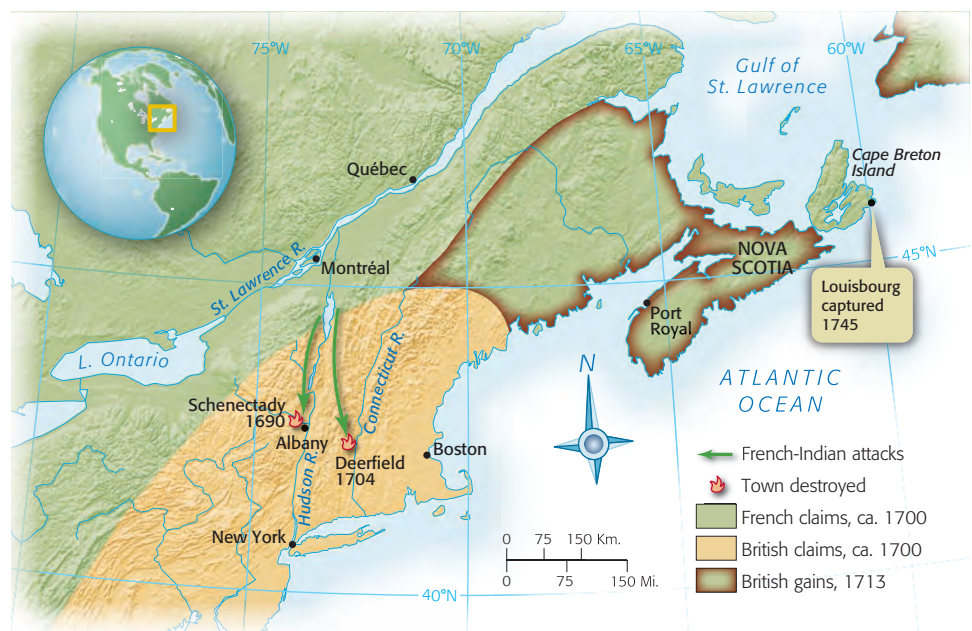 75°W
70°W
65°W
60°W
Gulf of
St. Lawrence
Cape Breton
Island
Québec
NOVA
SCOTIA
45°N
St. Lawrence R.
Montréal
Louisbourg
captured
1745
Port
Royal
L. Ontario
Connecticut R.
N
ATLANTIC
OCEAN
Schenectady
1690
Albany
Deerfield
1704
Boston
Hudson R.
New York
French-Indian attacks
Town destroyed
French claims, ca. 1700
British claims, ca. 1700
British gains, 1713
0 75 150 Km.
0 75 150 Mi.
40°N